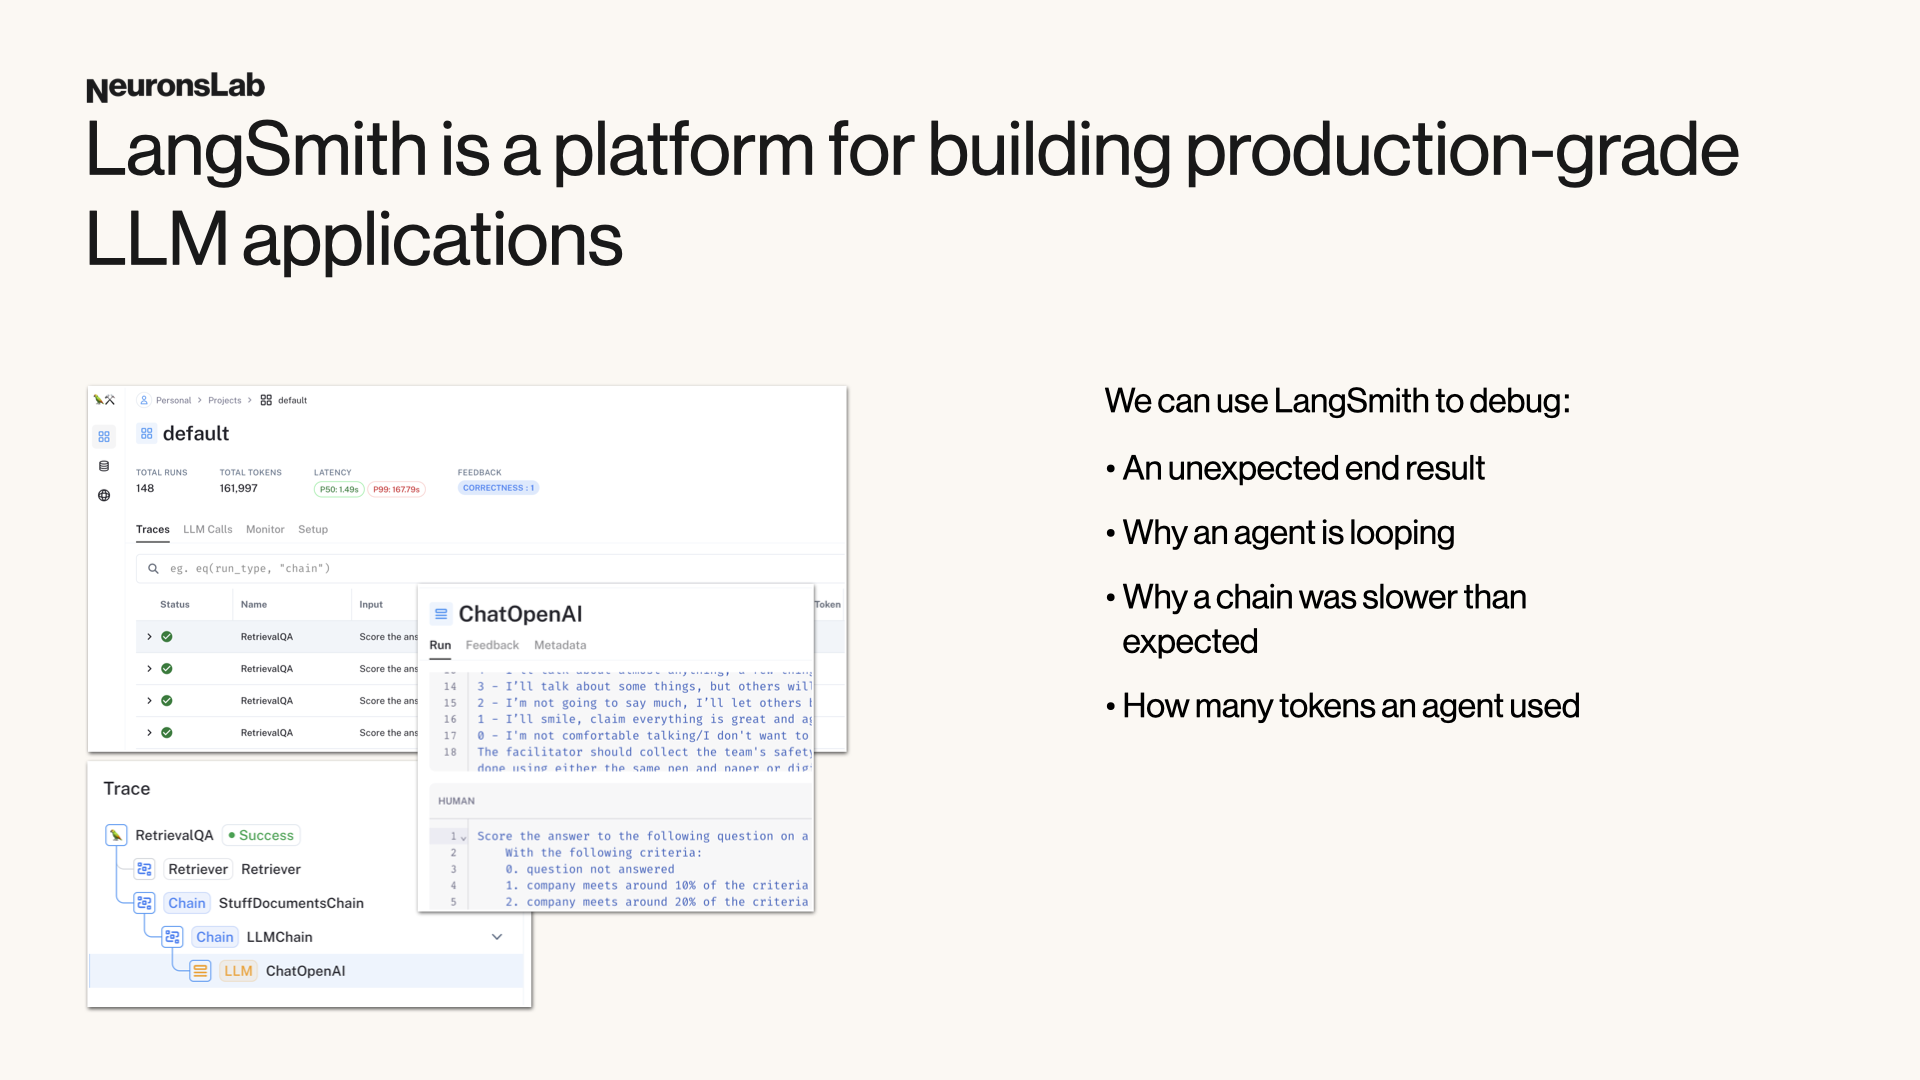 NeuronsLab
LangSmith is a platform for building production-grade
LLM applications
Personal > Projects > default
default
TOTAL RUNS TOTAL TOKENS LATENCY FEEDBACK
148 161,997 P50: 1.49s P99: 167.79s CORRECTNESS : 1
Traces LLM Calls Monitor Setup
eg. eq(run_type, "chain")
Status Name Input Token
RetrievalQA Score the ans
RetrievalQA Score the ans
RetrievalQA Score the ans
RetrievalQA Score the ans
ChatOpenAI
Run Feedback Metadata
14 3 – I’ll talk about some things, but others will
15 2 – I’m not going to say much, I’ll let others
16 1 – I’ll smile, claim everything is great and ag
17 0 – I'm not comfortable talking/I don't want to
18 The facilitator should collect the team's safety
done using either the same pen and paper or dig
HUMAN
1 Score the answer to the following question on a
2 With the following criteria:
3 0. question not answered
4 1. company meets around 10% of the criteria
5 2. company meets around 20% of the criteria
Trace
RetrievalQA • Success
Retriever Retriever
Chain StuffDocumentsChain
Chain LLMChain
LLM ChatOpenAI
We can use LangSmith to debug:
• An unexpected end result
• Why an agent is looping
• Why a chain was slower than
expected
• How many tokens an agent used